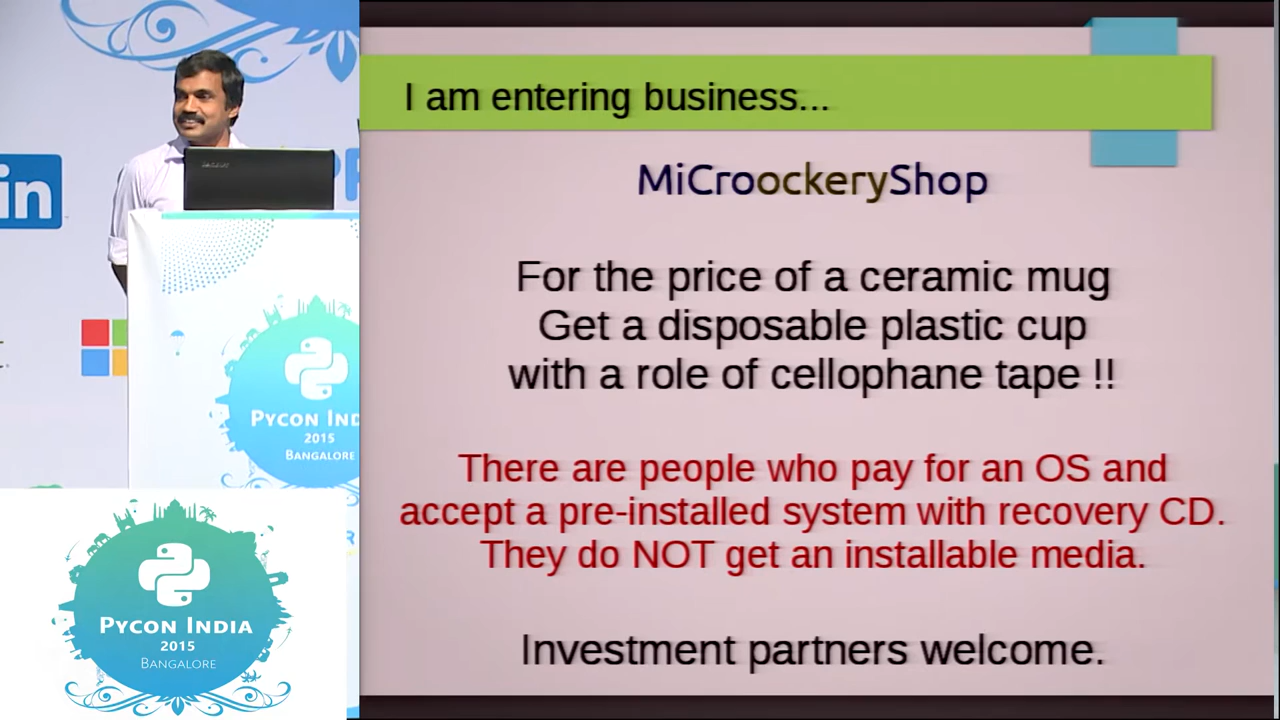 I am entering business...
MiCroockeryShop
For the price of a ceramic mug
Get a disposable plastic cup
with a role of cellophane tape !!
There are people who pay for an OS and
accept a pre-installed system with recovery CD.
They do NOT get an installable media.
Investment partners welcome.
in
PYCON IND
2015
BANGALORE
PYCON INDIA
2015
BANGALORE